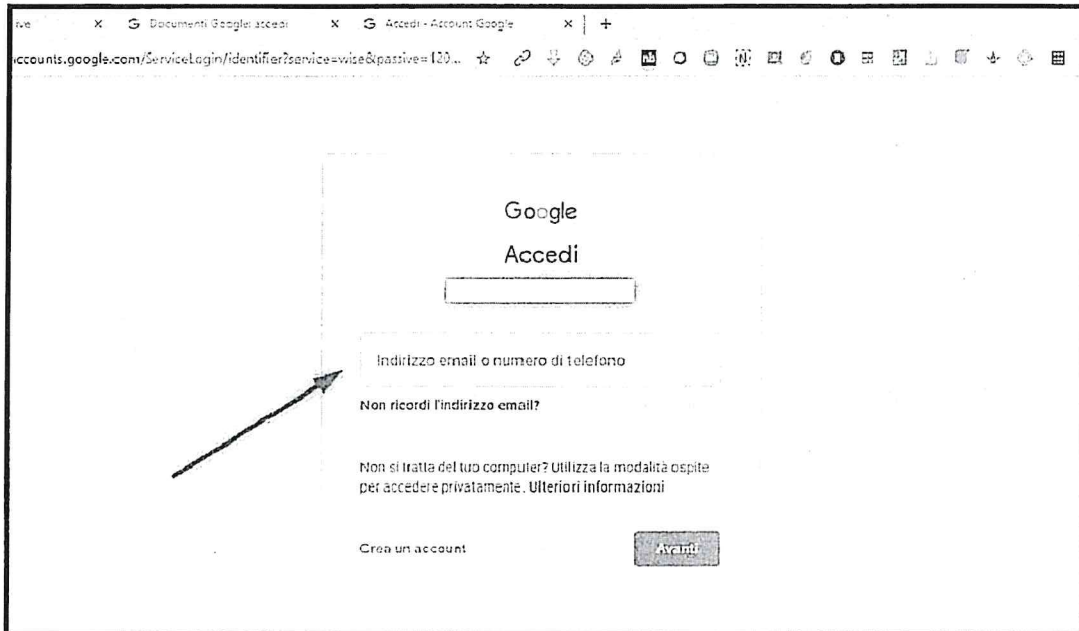 ive
Documenti Google: accedi
Accedi - Account Google
accounts.google.com/ServiceLogin/identifier?service=wise&passive=120...
Google
Accedi
Indirizzo email o numero di telefono
Non ricordi l'indirizzo email?
Non si tratta del tuo computer? Utilizza la modalità ospite
per accedere privatamente. Ulteriori informazioni
Crea un account
Avanti